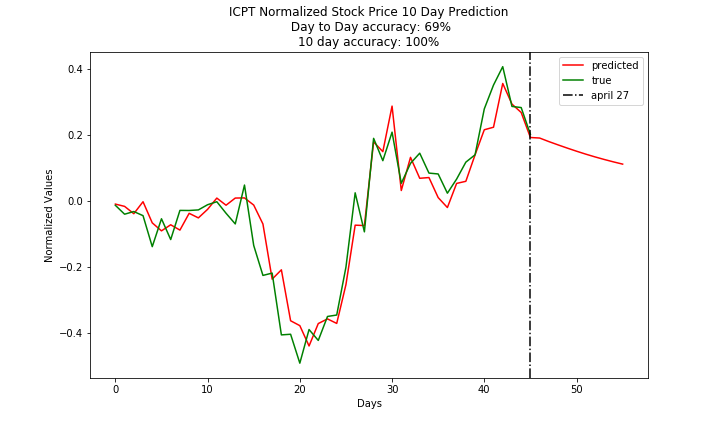 ICPT Normalized Stock Price 10 Day Prediction
Day to Day accuracy: 69%
10 day accuracy: 100%
predicted
true
april 27
0.4
0.2
0.0
−0.2
−0.4
Normalized Values
0 10 20 30 40 50
Days